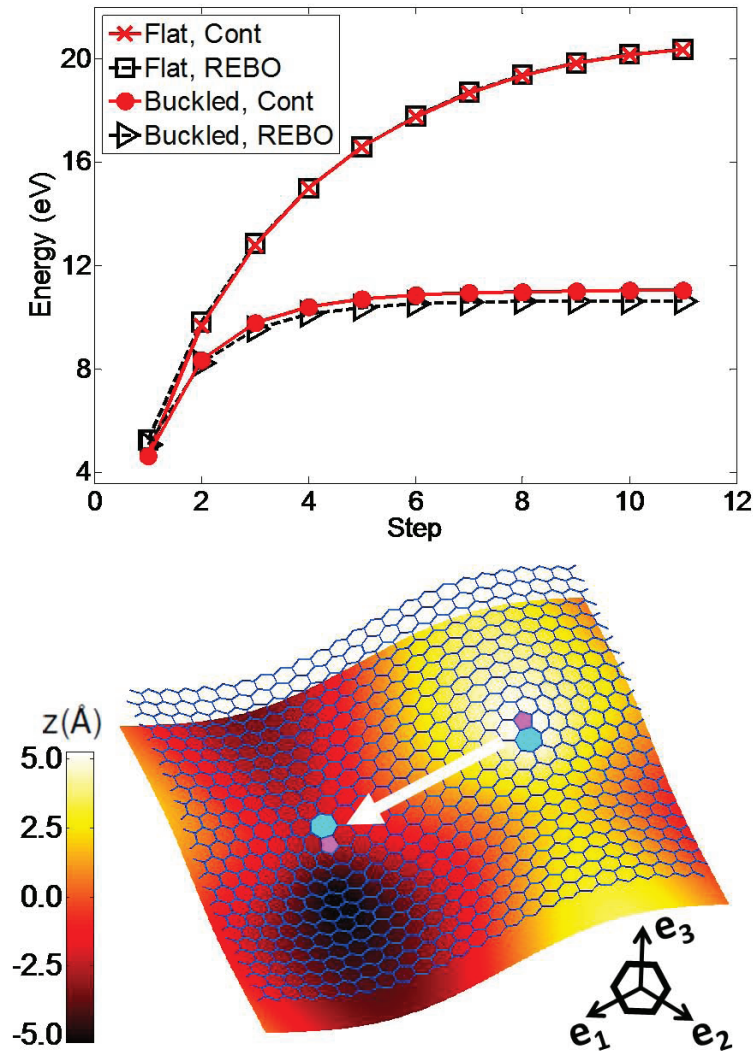 Flat, Cont
Flat, REBO
Buckled, Cont
Buckled, REBO
20
16
12
8
4
Energy (eV)
0 2 4 6 8 10 12
Step
z(Å)
5.0
2.5
0.0
-2.5
-5.0
e3
e1
e2